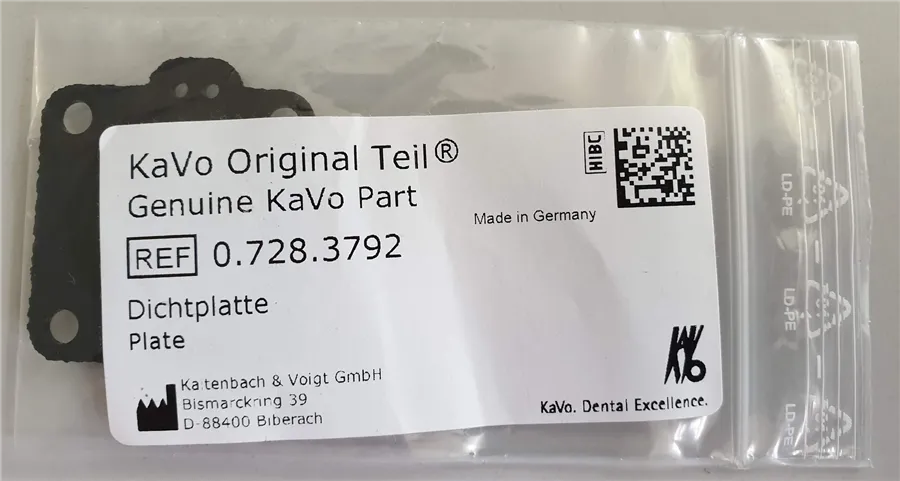 KaVo Original Teil®
Genuine KaVo Part
HIBC
Made in Germany
REF 0.728.3792
Dichtplatte
Plate
Kaltenbach & Voigt GmbH
Bismarckring 39
D-88400 Biberach
KaVo
KaVo. Dental Excellence.
LD-PE
LD-PE
LD-PE